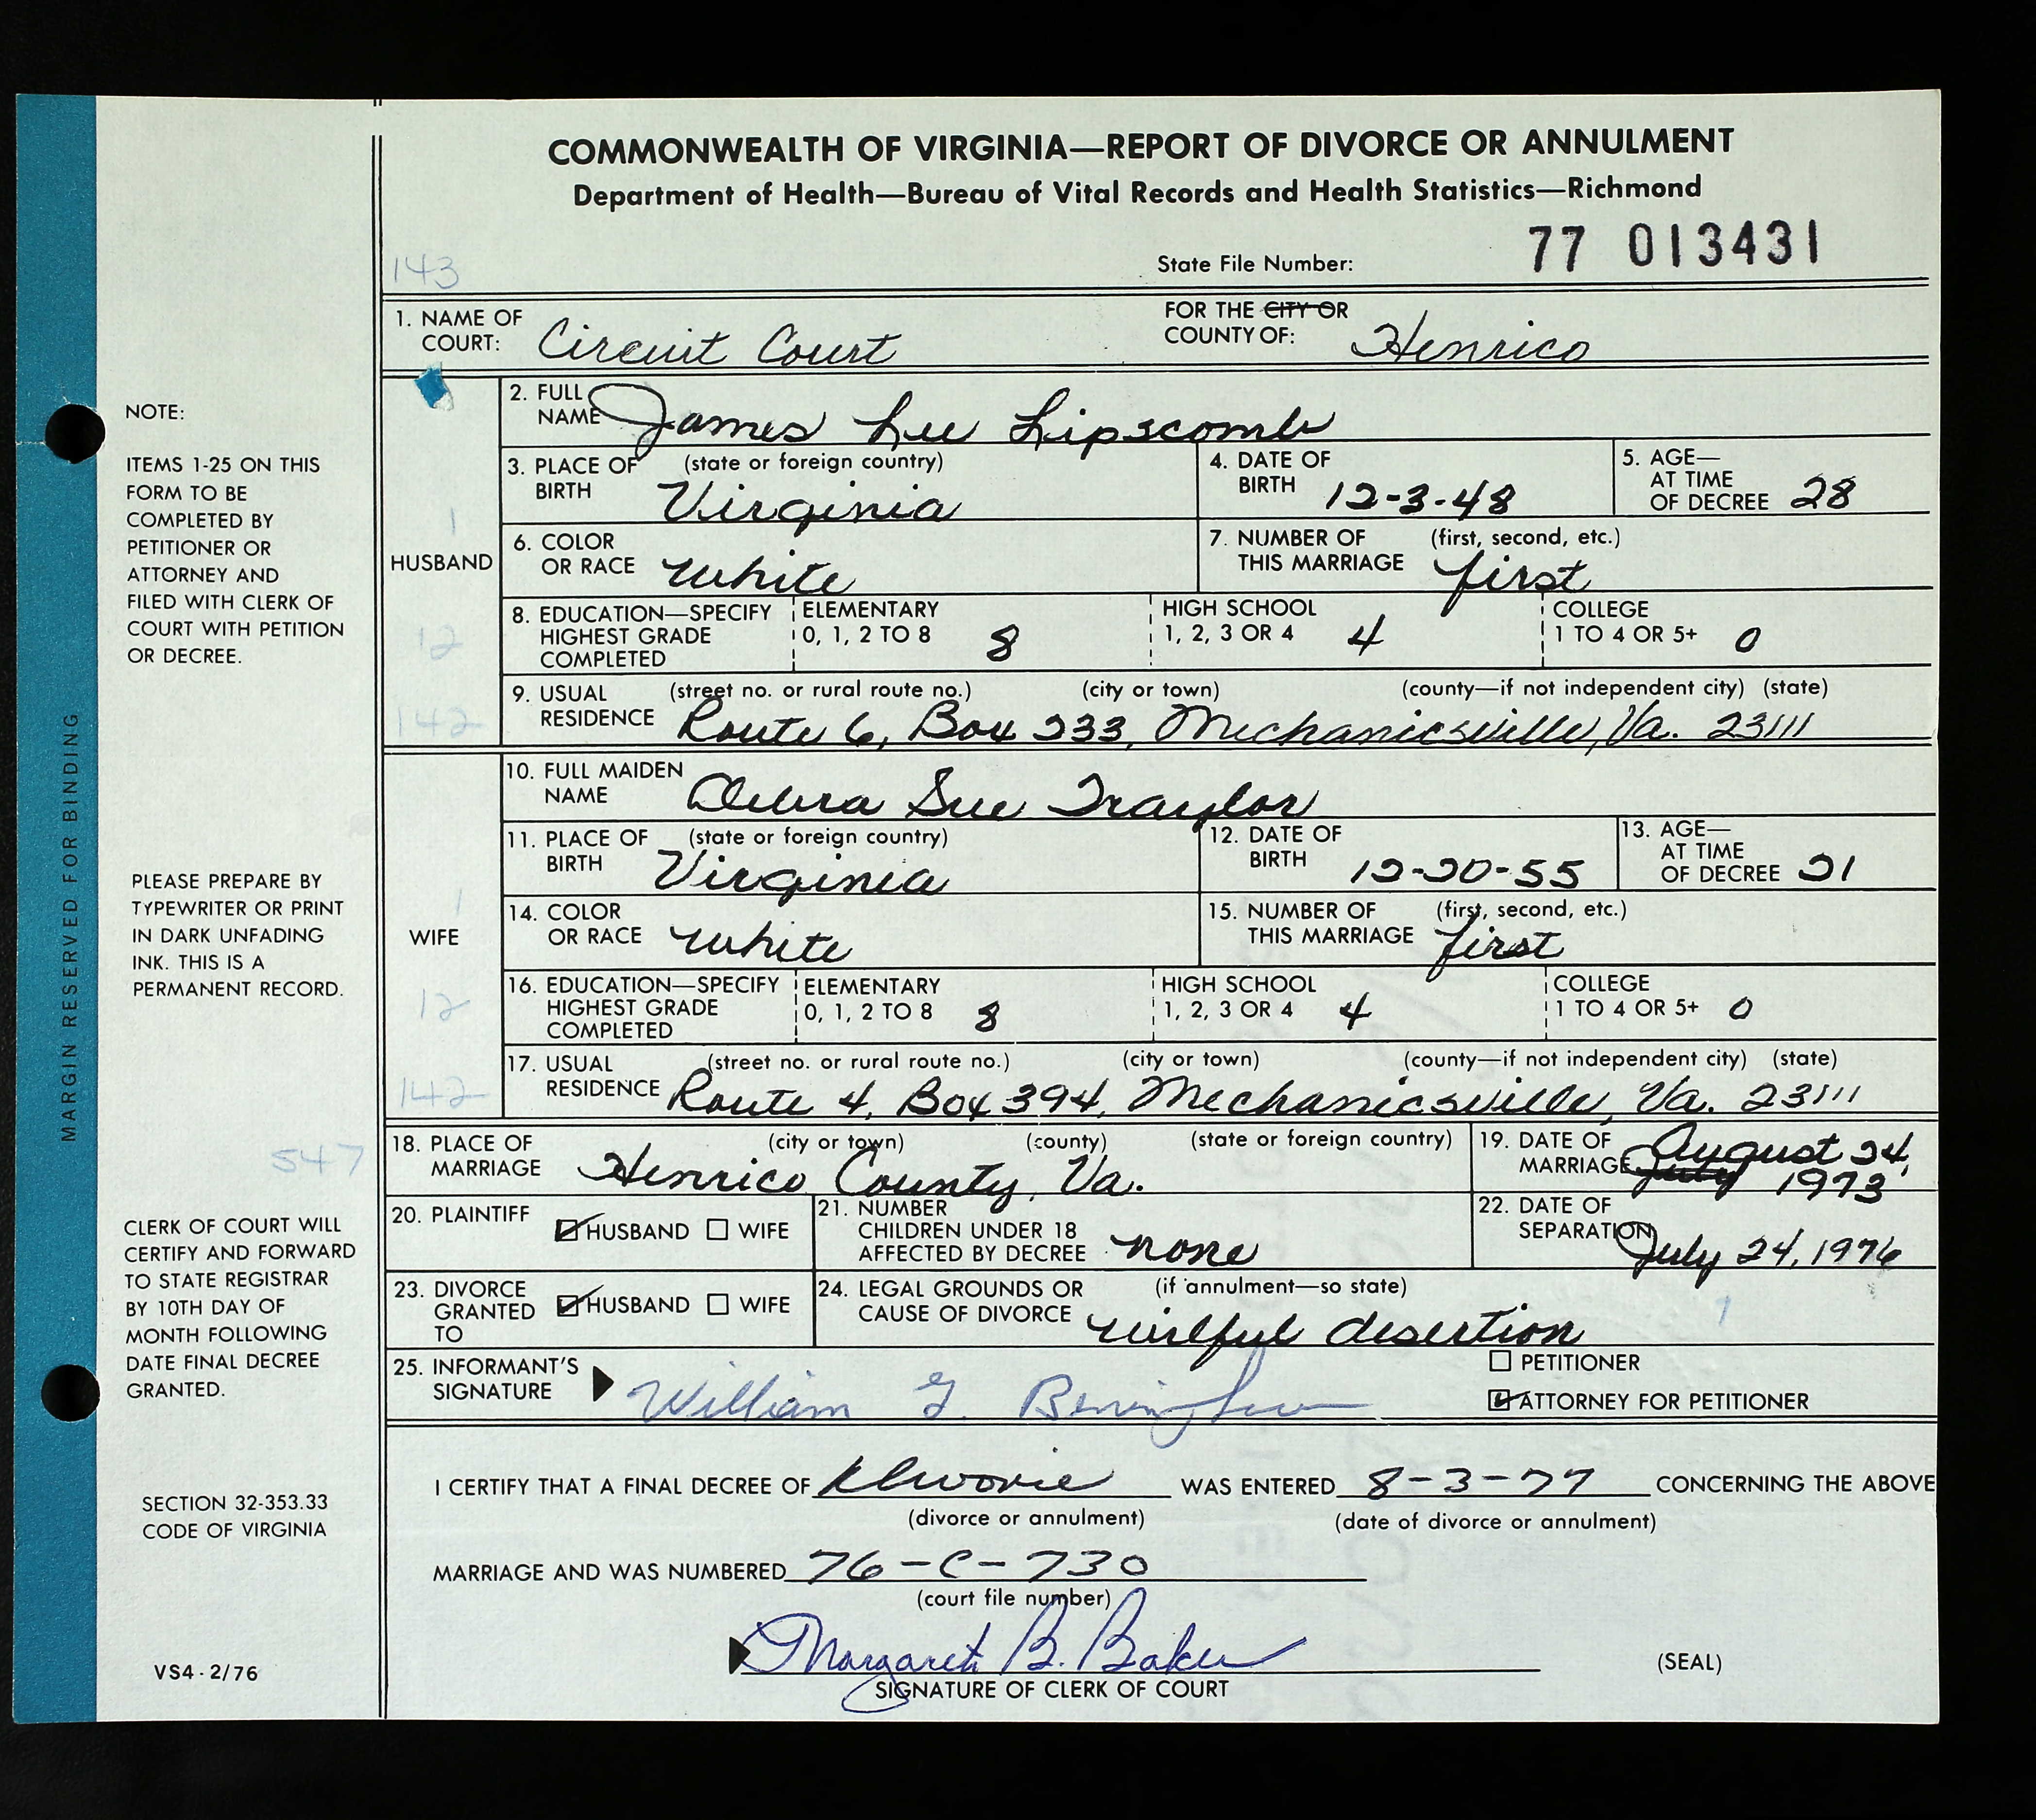 COMMONWEALTH OF VIRGINIA—REPORT OF DIVORCE OR ANNULMENT
Department of Health—Bureau of Vital Records and Health Statistics—Richmond
143
State File Number: 77 013431
1. NAME OF COURT: Circuit Court FOR THE CITY OR COUNTY OF: Henrico
HUSBAND
1
12
142
2. FULL NAME James Lee Lipscomb
3. PLACE OF BIRTH (state or foreign country) Virginia
4. DATE OF BIRTH 12-3-48
5. AGE—AT TIME OF DECREE 28
6. COLOR OR RACE white
7. NUMBER OF THIS MARRIAGE (first, second, etc.) first
8. EDUCATION—SPECIFY HIGHEST GRADE COMPLETED
ELEMENTARY 0, 1, 2 TO 8 8
HIGH SCHOOL 1, 2, 3 OR 4 4
COLLEGE 1 TO 4 OR 5+ 0
9. USUAL RESIDENCE (street no. or rural route no.) (city or town) (county—if not independent city) (state)
Route 6, Box 233, Mechanicsville, Va. 23111
WIFE
1
12
142
10. FULL MAIDEN NAME Debra Sue Traylor
11. PLACE OF BIRTH (state or foreign country) Virginia
12. DATE OF BIRTH 12-20-55
13. AGE—AT TIME OF DECREE 21
14. COLOR OR RACE white
15. NUMBER OF THIS MARRIAGE (first, second, etc.) first
16. EDUCATION—SPECIFY HIGHEST GRADE COMPLETED
ELEMENTARY 0, 1, 2 TO 8 8
HIGH SCHOOL 1, 2, 3 OR 4 4
COLLEGE 1 TO 4 OR 5+ 0
17. USUAL RESIDENCE (street no. or rural route no.) (city or town) (county—if not independent city) (state)
Route 4, Box 394, Mechanicsville, Va. 23111
547
18. PLACE OF MARRIAGE (city or town) (county) (state or foreign country)
Henrico County, Va.
19. DATE OF MARRIAGE August 24, July 1973
20. PLAINTIFF HUSBAND WIFE
21. NUMBER CHILDREN UNDER 18 AFFECTED BY DECREE none
22. DATE OF SEPARATION July 24, 1976
23. DIVORCE GRANTED TO HUSBAND WIFE
24. LEGAL GROUNDS OR CAUSE OF DIVORCE (if annulment—so state) wilful desertion
1
25. INFORMANT'S SIGNATURE William G.
PETITIONER
ATTORNEY FOR PETITIONER
I CERTIFY THAT A FINAL DECREE OF divorce WAS ENTERED 8-3-77 CONCERNING THE ABOVE
(divorce or annulment) (date of divorce or annulment)
MARRIAGE AND WAS NUMBERED 76-C-730
(court file number)
Margaret B. Baker
SIGNATURE OF CLERK OF COURT
(SEAL)
MARGIN RESERVED FOR BINDING
NOTE:
ITEMS 1-25 ON THIS
FORM TO BE
COMPLETED BY
PETITIONER OR
ATTORNEY AND
FILED WITH CLERK OF
COURT WITH PETITION
OR DECREE.
PLEASE PREPARE BY
TYPEWRITER OR PRINT
IN DARK UNFADING
INK. THIS IS A
PERMANENT RECORD.
CLERK OF COURT WILL
CERTIFY AND FORWARD
TO STATE REGISTRAR
BY 10TH DAY OF
MONTH FOLLOWING
DATE FINAL DECREE
GRANTED.
SECTION 32-353.33
CODE OF VIRGINIA
VS4-2/76